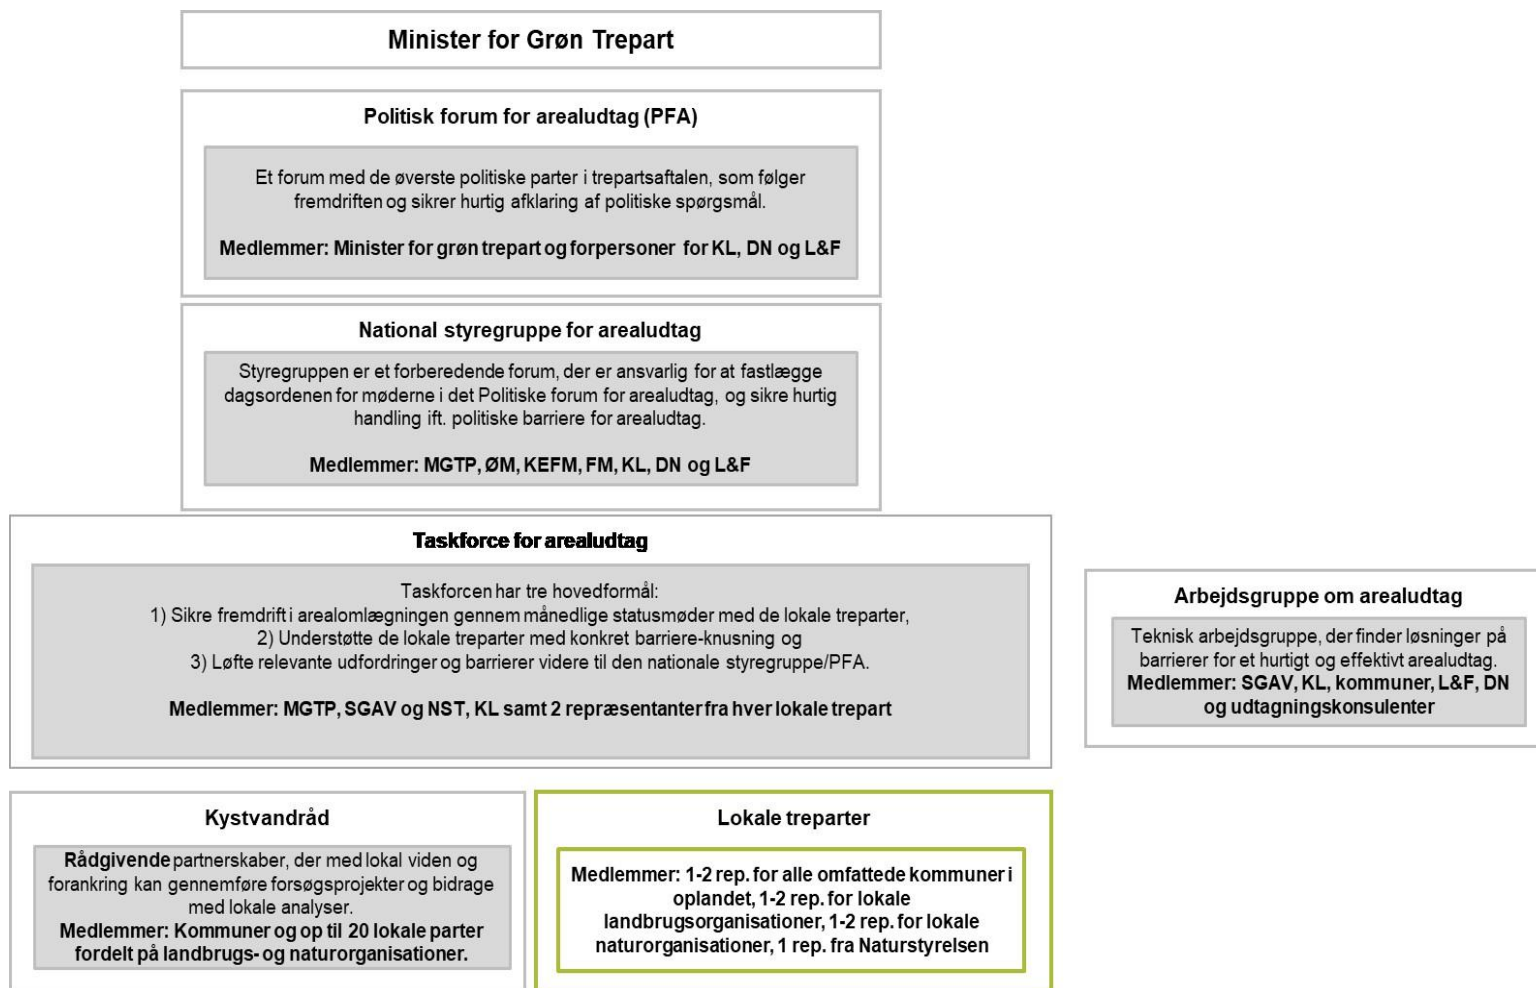 Minister for Grøn Trepart
Politisk forum for arealudtag (PFA)
Et forum med de øverste politiske parter i trepartsaftalen, som følger
fremdriften og sikrer hurtig afklaring af politiske spørgsmål.
Medlemmer: Minister for grøn trepart og forpersoner for KL, DN og L&F
National styregruppe for arealudtag
Styregruppen er et forberedende forum, der er ansvarlig for at fastlægge
dagsordenen for møderne i det Politiske forum for arealudtag, og sikre hurtig
handling ift. politiske barriere for arealudtag.
Medlemmer: MGTP, ØM, KEFM, FM, KL, DN og L&F
Taskforce for arealudtag
Taskforcen har tre hovedformål:
1) Sikre fremdrift i arealomlægningen gennem månedlige statusmøder med de lokale treparter,
2) Understøtte de lokale treparter med konkret barriere-knusning og
3) Løfte relevante udfordringer og barrierer videre til den nationale styregruppe/PFA.
Medlemmer: MGTP, SGAV og NST, KL samt 2 repræsentanter fra hver lokale trepart
Arbejdsgruppe om arealudtag
Teknisk arbejdsgruppe, der finder løsninger på
barrierer for et hurtigt og effektivt arealudtag.
Medlemmer: SGAV, KL, kommuner, L&F, DN
og udtagningskonsulenter
Kystvandråd
Rådgivende partnerskaber, der med lokal viden og
forankring kan gennemføre forsøgsprojekter og bidrage
med lokale analyser.
Medlemmer: Kommuner og op til 20 lokale parter
fordelt på landbrugs- og naturorganisationer.
Lokale treparter
Medlemmer: 1-2 rep. for alle omfattede kommuner i
oplandet, 1-2 rep. for lokale
landbrugsorganisationer, 1-2 rep. for lokale
naturorganisationer, 1 rep. fra Naturstyrelsen